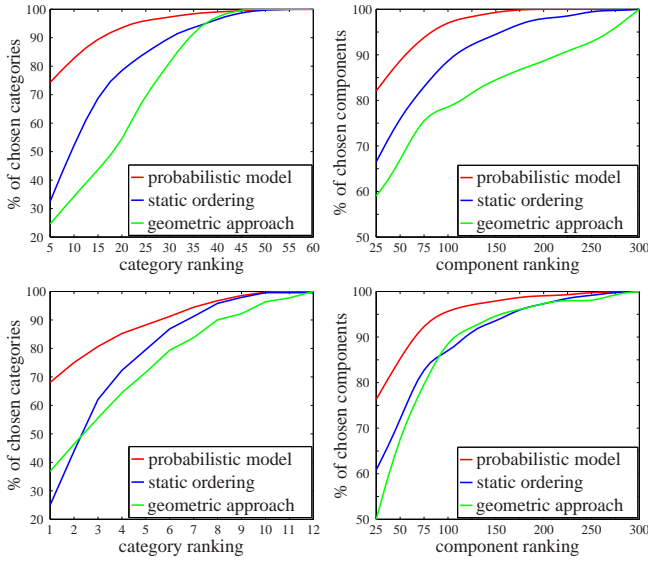 100
90
80
70
60
50
40
30
20
% of chosen categories
probabilistic model
static ordering
geometric approach
5 10 15 20 25 30 35 40 45 50 55 60
category ranking
100
90
80
70
60
50
% of chosen components
probabilistic model
static ordering
geometric approach
25 50 75 100 150 200 250 300
component ranking
100
90
80
70
60
50
40
30
20
% of chosen categories
probabilistic model
static ordering
geometric approach
1 2 3 4 5 6 7 8 9 10 11 12
category ranking
100
90
80
70
60
50
% of chosen components
probabilistic model
static ordering
geometric approach
25 50 75 100 150 200 250 300
component ranking